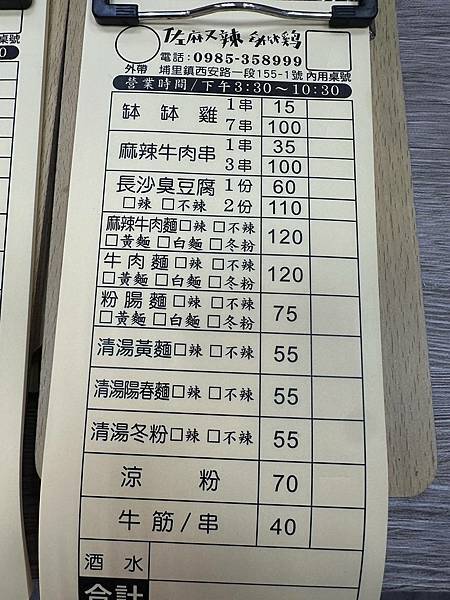 佐麻又辣缽缽鷄
電話:0985-358999
外帶 埔里鎮西安路一段155-1號 內用桌號
營業時間/下午3:30~10:30
缽缽雞 1串 15
7串 100
麻辣牛肉串 1串 35
3串 100
長沙臭豆腐 1份 60
□辣 □不辣 2份 110
麻辣牛肉麵□辣 □不辣 120
□黃麵 □白麵 □冬粉
牛肉麵□辣 □不辣 120
□黃麵 □白麵 □冬粉
粉腸麵□辣 □不辣 75
□黃麵 □白麵 □冬粉
清湯黃麵□辣 □不辣 55
清湯陽春麵□辣 □不辣 55
清湯冬粉□辣 □不辣 55
涼粉 70
牛筋/串 40
酒水
合計